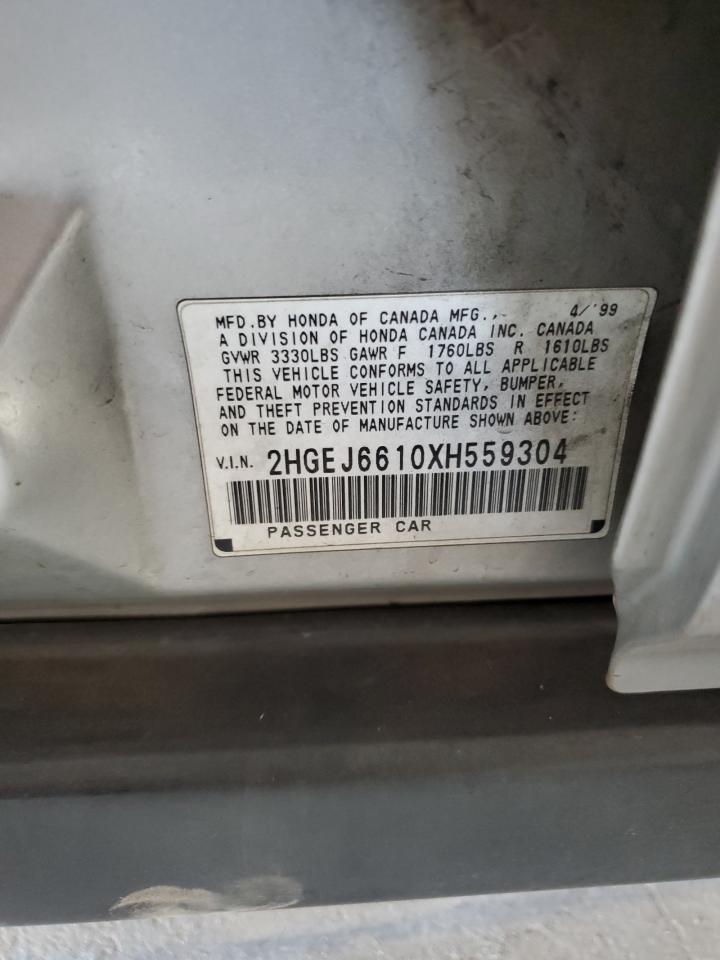 MFD.BY HONDA OF CANADA MFG., 4/'99
A DIVISION OF HONDA CANADA INC. CANADA
GVWR 3330LBS GAWR F 1760LBS R 1610LBS
THIS VEHICLE CONFORMS TO ALL APPLICABLE
FEDERAL MOTOR VEHICLE SAFETY, BUMPER,
AND THEFT PREVENTION STANDARDS IN EFFECT
ON THE DATE OF MANUFACTURE SHOWN ABOVE:
V.I.N. 2HGEJ6610XH559304
PASSENGER CAR